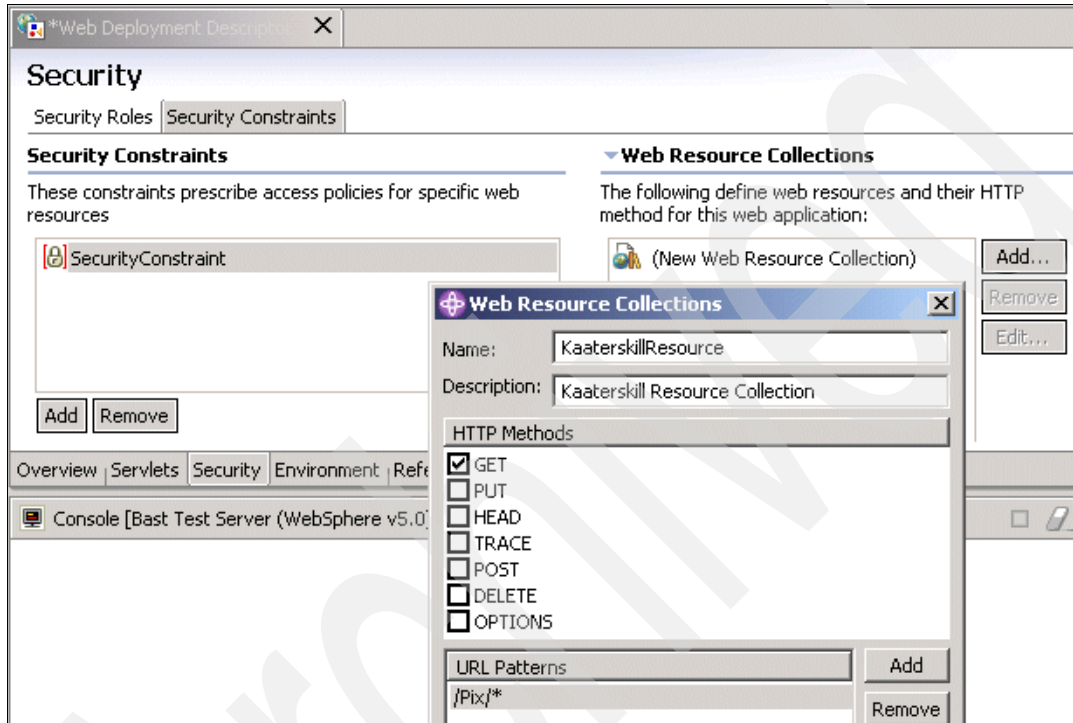 *Web Deployment Descriptor
Security
Security Roles Security Constraints
Security Constraints
These constraints prescribe access policies for specific web
resources
SecurityConstraint
Add Remove
Web Resource Collections
The following define web resources and their HTTP
method for this web application:
(New Web Resource Collection)
Add...
Remove
Edit...
Overview Servlets Security Environment Refe
Console [Bast Test Server (WebSphere v5.0)
Web Resource Collections
Name: KaaterskillResource
Description: Kaaterskill Resource Collection
HTTP Methods
GET
PUT
HEAD
TRACE
POST
DELETE
OPTIONS
URL Patterns
/Pix/*
Add
Remove